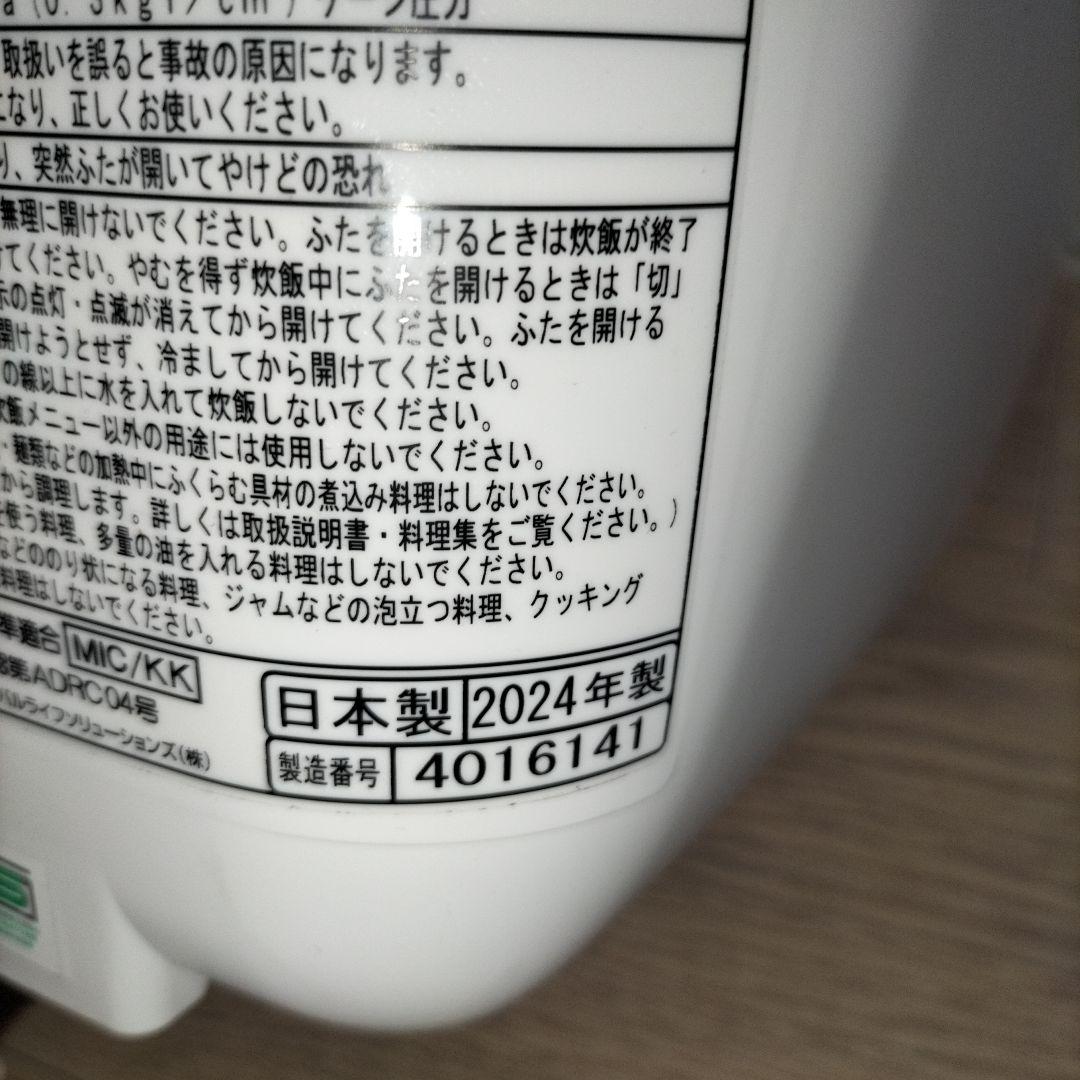 取扱いを誤ると事故の原因になります。
になり、正しくお使いください。
り、突然ふたが開いてやけどの恐れ
無理に開けないでください。ふたを開けるときは炊飯が終了
けてください。やむを得ず炊飯中にふたを開けるときは「切」
示の点灯・点滅が消えてから開けてください。ふたを開ける
開けようとせず、冷ましてから開けてください。
の線以上に水を入れて炊飯しないでください。
炊飯メニュー以外の用途には使用しないでください。
・麺類などの加熱中にふくらむ具材の煮込み料理はしないでください。
から調理します。詳しくは取扱説明書・料理集をご覧ください。)
を使う料理、多量の油を入れる料理はしないでください。
などののり状になる料理、ジャムなどの泡立つ料理、クッキング
料理はしないでください。
準適合 MIC/KK
第ADRC04号
バルライフソリューションズ(株)
日本製 2024年製
製造番号 4016141